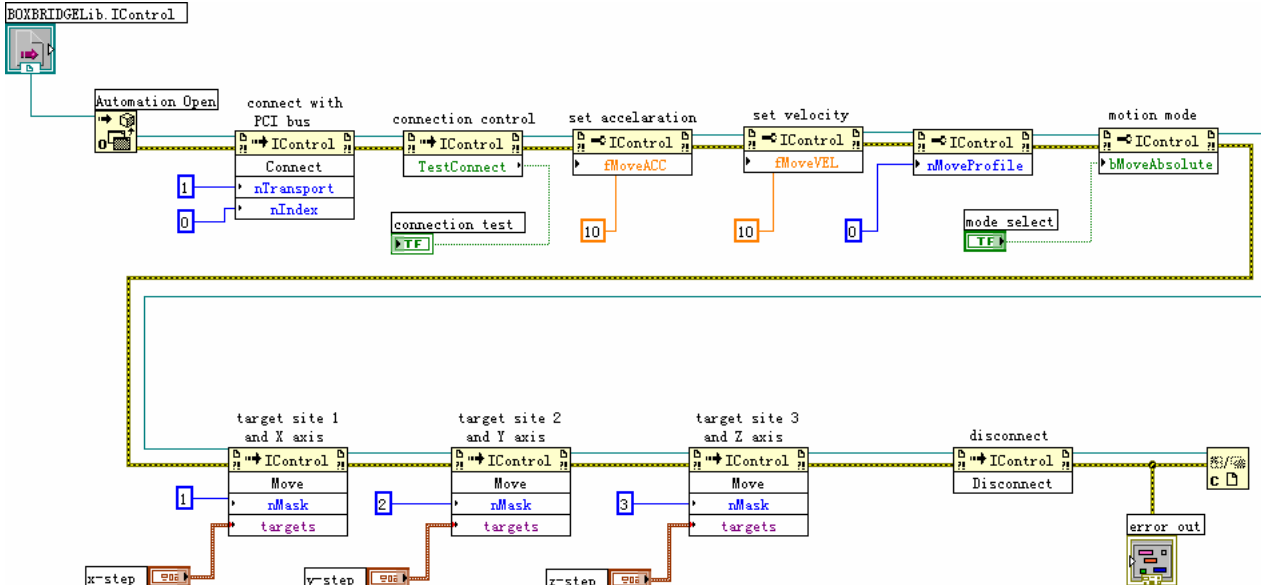 BOXBRIDGELib.IControl
Automation Open
connect with
PCI bus
IControl
Connect
nTransport
nIndex
1
0
connection control
IControl
TestConnect
connection test
TF
set accelaration
IControl
fMoveACC
10
set velocity
IControl
fMoveVEL
10
IControl
nMoveProfile
0
motion mode
IControl
bMoveAbsolute
mode select
TF
target site 1
and X axis
IControl
Move
nMask
targets
1
x-step
target site 2
and Y axis
IControl
Move
nMask
targets
2
y-step
target site 3
and Z axis
IControl
Move
nMask
targets
3
z-step
disconnect
IControl
Disconnect
C
error out